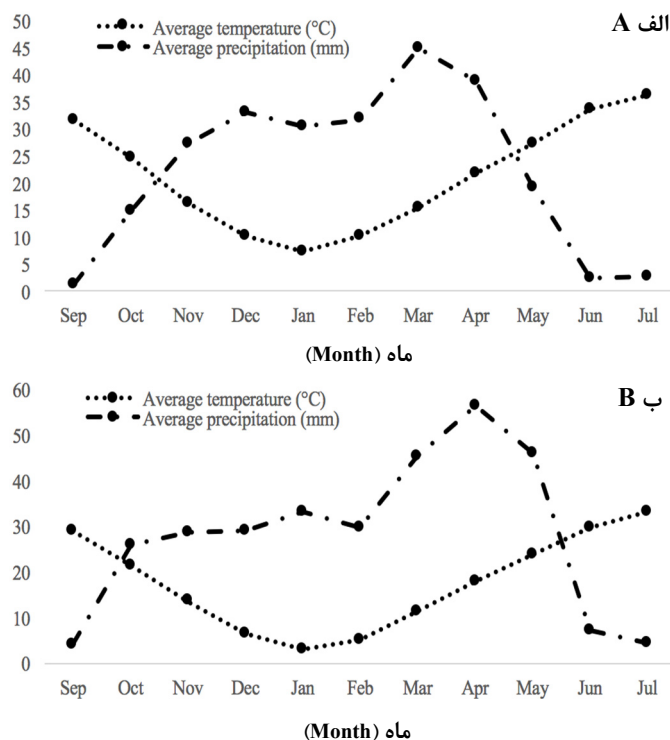 الف A
Average temperature (°C)
Average precipitation (mm)
50
45
40
35
30
25
20
15
10
5
0
Sep Oct Nov Dec Jan Feb Mar Apr May Jun Jul
ماه (Month)
ب B
Average temperature (°C)
Average precipitation (mm)
60
50
40
30
20
10
0
Sep Oct Nov Dec Jan Feb Mar Apr May Jun Jul
ماه (Month)